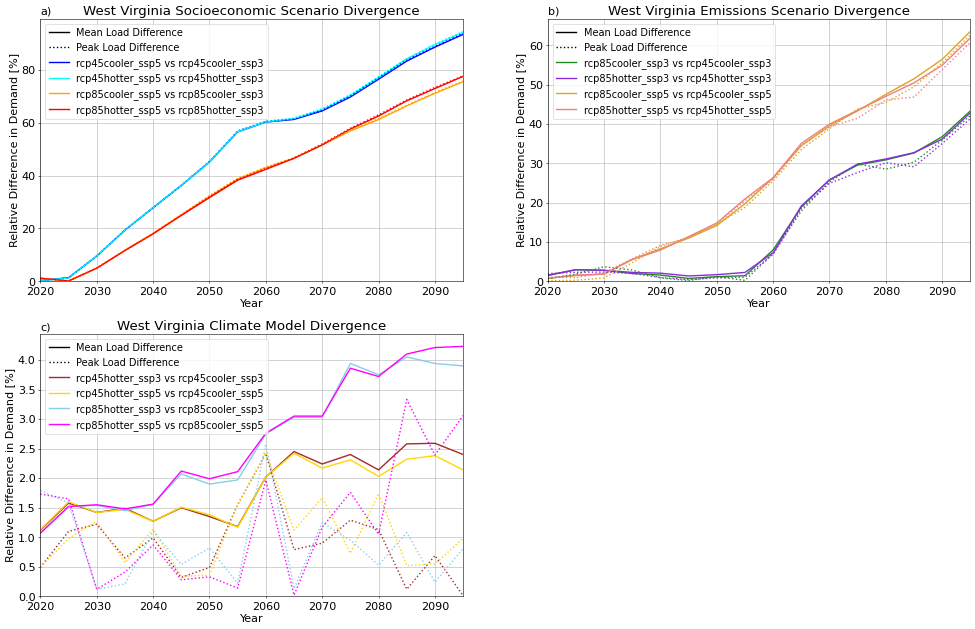 a)
West Virginia Socioeconomic Scenario Divergence
Mean Load Difference
Peak Load Difference
rcp45cooler_ssp5 vs rcp45cooler_ssp3
rcp45hotter_ssp5 vs rcp45hotter_ssp3
rcp85cooler_ssp5 vs rcp85cooler_ssp3
rcp85hotter_ssp5 vs rcp85hotter_ssp3
Relative Difference in Demand [%]
80
60
40
20
0
2020 2030 2040 2050 2060 2070 2080 2090
Year
b)
West Virginia Emissions Scenario Divergence
Mean Load Difference
Peak Load Difference
rcp85cooler_ssp3 vs rcp45cooler_ssp3
rcp85hotter_ssp3 vs rcp45hotter_ssp3
rcp85cooler_ssp5 vs rcp45cooler_ssp5
rcp85hotter_ssp5 vs rcp45hotter_ssp5
Relative Difference in Demand [%]
60
50
40
30
20
10
0
2020 2030 2040 2050 2060 2070 2080 2090
Year
c)
West Virginia Climate Model Divergence
Mean Load Difference
Peak Load Difference
rcp45hotter_ssp3 vs rcp45cooler_ssp3
rcp45hotter_ssp5 vs rcp45cooler_ssp5
rcp85hotter_ssp3 vs rcp85cooler_ssp3
rcp85hotter_ssp5 vs rcp85cooler_ssp5
Relative Difference in Demand [%]
4.0
3.5
3.0
2.5
2.0
1.5
1.0
0.5
0.0
2020 2030 2040 2050 2060 2070 2080 2090
Year